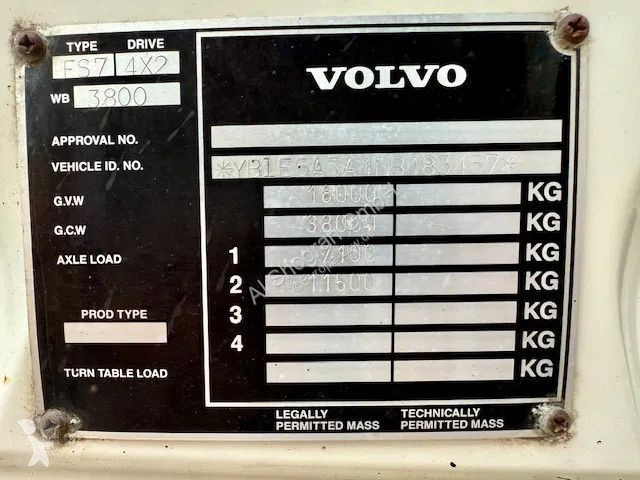 TYPE DRIVE
FS7 4X2
WB 3800
VOLVO
APPROVAL NO.
VEHICLE ID. NO.
G.V.W 18000 KG
G.C.W 38000 KG
AXLE LOAD 1 7100 KG
2 11500 KG
3 KG
PROD TYPE
4 KG
TURN TABLE LOAD KG
LEGALLY TECHNICALLY
PERMITTED MASS PERMITTED MASS